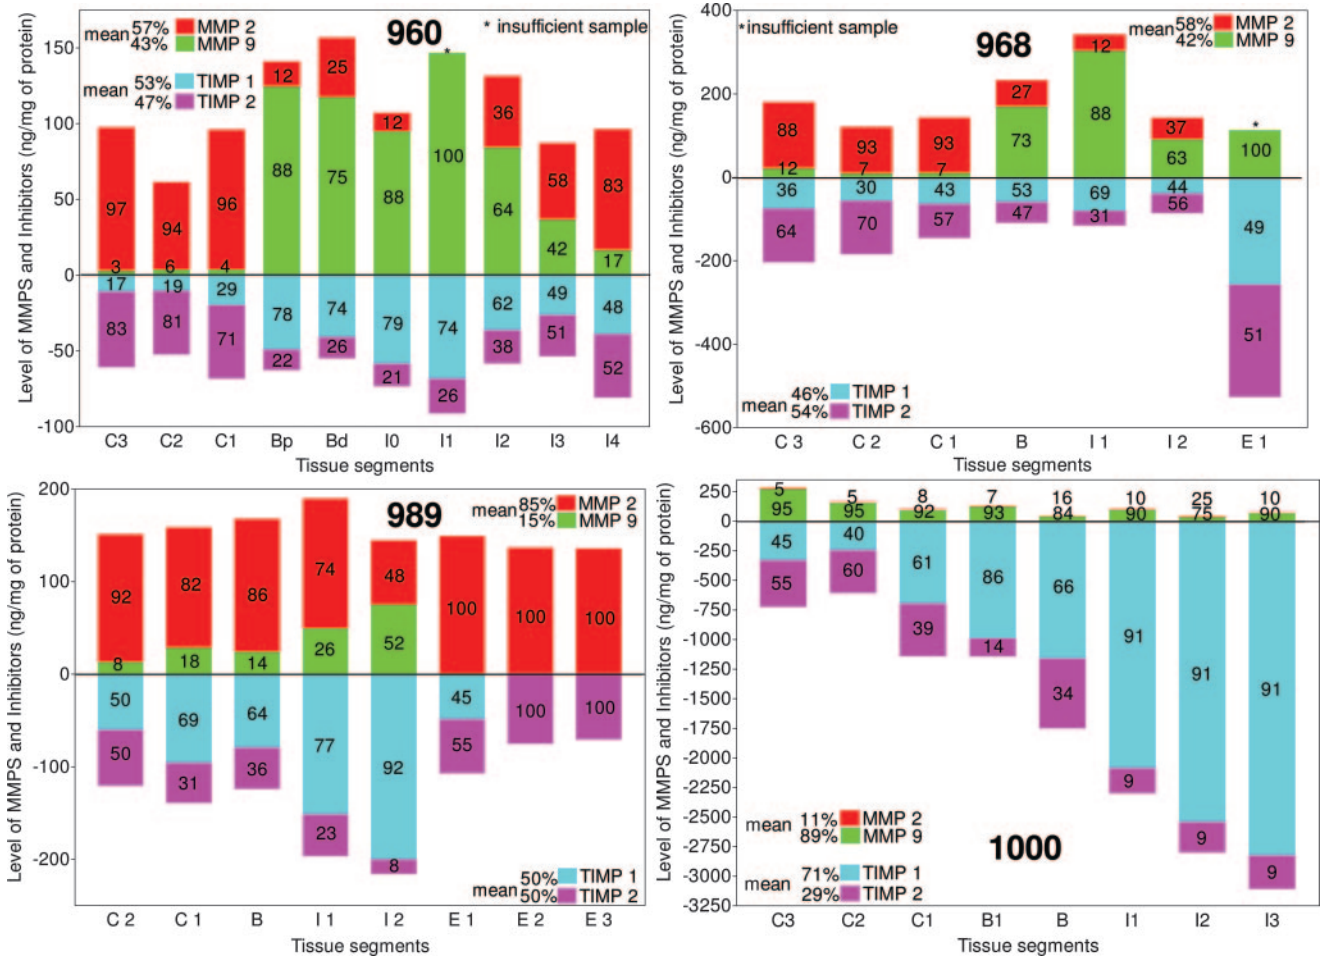 mean 57% MMP 2
43% MMP 9
960
* insufficient sample
mean 53% TIMP 1
47% TIMP 2
Level of MMPS and Inhibitors (ng/mg of protein)
150
100
50
0
-50
-100
*
12 25 12 100 36 58 83
97 94 96 88 75 88 64 42 17
3 6 4
17 19 29 78 74 79 74 62 49 48
83 81 71 22 26 21 26 38 51 52
C3 C2 C1 Bp Bd I0 I1 I2 I3 I4
Tissue segments
*insufficient sample
968
mean 58% MMP 2
42% MMP 9
Level of MMPS and Inhibitors (ng/mg of protein)
400
200
0
-200
-400
-600
*
88 93 93 27 12 37
12 7 7 73 88 63 100
36 30 43 53 69 44 49
64 70 57 47 31 56 51
mean 46% TIMP 1
54% TIMP 2
C 3 C 2 C 1 B I 1 I 2 E 1
Tissue segments
989
mean 85% MMP 2
15% MMP 9
Level of MMPS and Inhibitors (ng/mg of protein)
200
100
0
-100
-200
92 82 86 74 48 100 100 100
8 18 14 26 52
50 69 64 77 92 45 100 100
50 31 36 23 8 55
mean 50% TIMP 1
50% TIMP 2
C 2 C 1 B I 1 I 2 E 1 E 2 E 3
Tissue segments
Level of MMPS and Inhibitors (ng/mg of protein)
250
0
-250
-500
-750
-1000
-1250
-1500
-1750
-2000
-2250
-2500
-2750
-3000
-3250
5 5 8 7 16 10 25 10
95 95 92 93 84 90 75 90
45 40 61 86 66 91 91 91
55 60 39 14 34 9 9 9
mean 11% MMP 2
89% MMP 9
1000
mean 71% TIMP 1
29% TIMP 2
C3 C2 C1 B1 B I1 I2 I3
Tissue segments